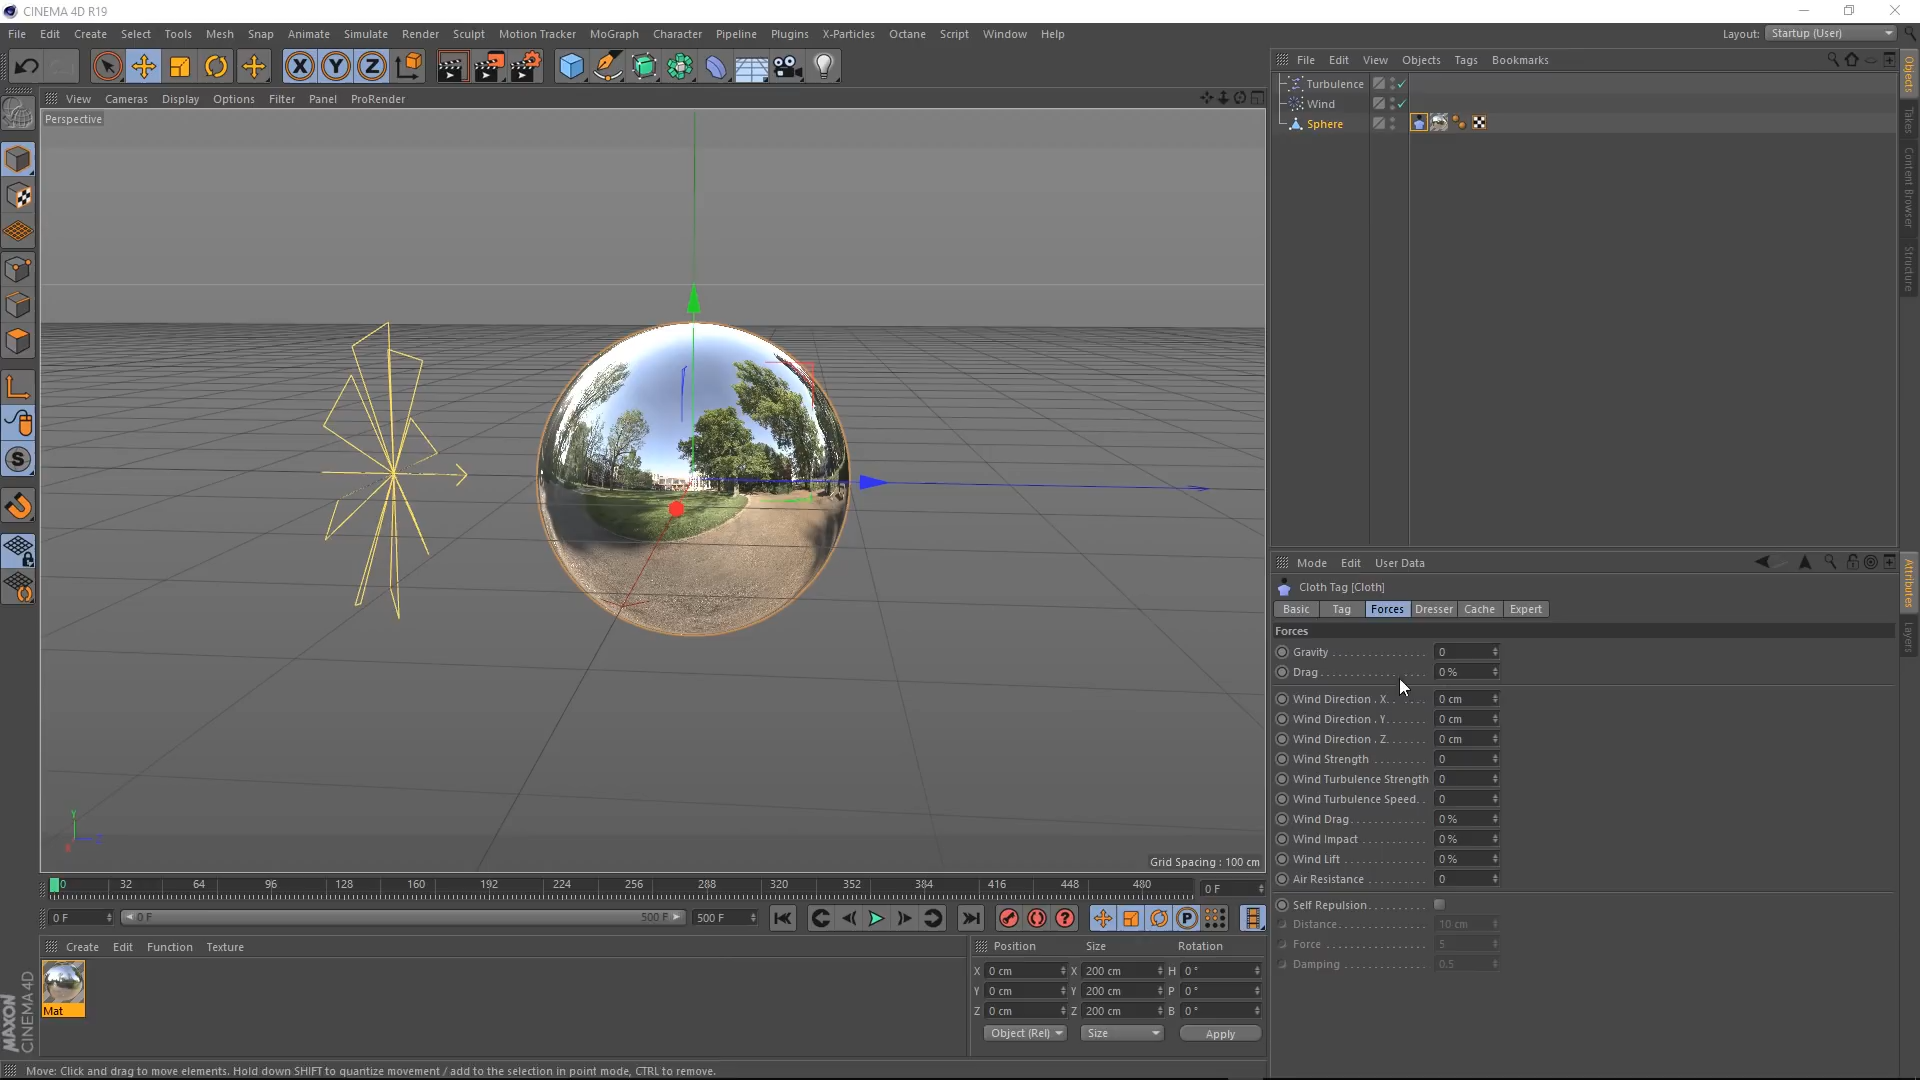 CINEMA 4D R19
File Edit Create Select Tools Mesh Snap Animate Simulate Render Sculpt Motion Tracker MoGraph Character Pipeline Plugins X-Particles Octane Script Window Help
Layout: Startup (User)
X Y Z
File Edit View Objects Tags Bookmarks
Turbulence
Wind
Sphere
Objects
Takes
Content Browser
Structure
View Cameras Display Options Filter Panel ProRender
Perspective
S
Y
Grid Spacing : 100 cm
Mode Edit User Data
Cloth Tag [Cloth]
Basic Tag Forces Dresser Cache Expert
Forces
Gravity 0
Drag 0 %
Wind Direction . X 0 cm
Wind Direction . Y 0 cm
Wind Direction . Z 0 cm
Wind Strength 0
Wind Turbulence Strength 0
Wind Turbulence Speed 0
Wind Drag 0 %
Wind Impact 0 %
Wind Lift 0 %
Air Resistance 0
Self Repulsion
Distance 10 cm
Force 5
Damping 0.5
Attributes
Layers
0 32 64 96 128 160 192 224 256 288 320 352 384 416 448 480
0 F
0 F 0 F 500 F 500 F
? P
Create Edit Function Texture
Mat
MAXON
CINEMA 4D
Position Size Rotation
X 0 cm X 200 cm H 0 °
Y 0 cm Y 200 cm P 0 °
Z 0 cm Z 200 cm B 0 °
Object (Rel) Size Apply
Move: Click and drag to move elements. Hold down SHIFT to quantize movement / add to the selection in point mode, CTRL to remove.